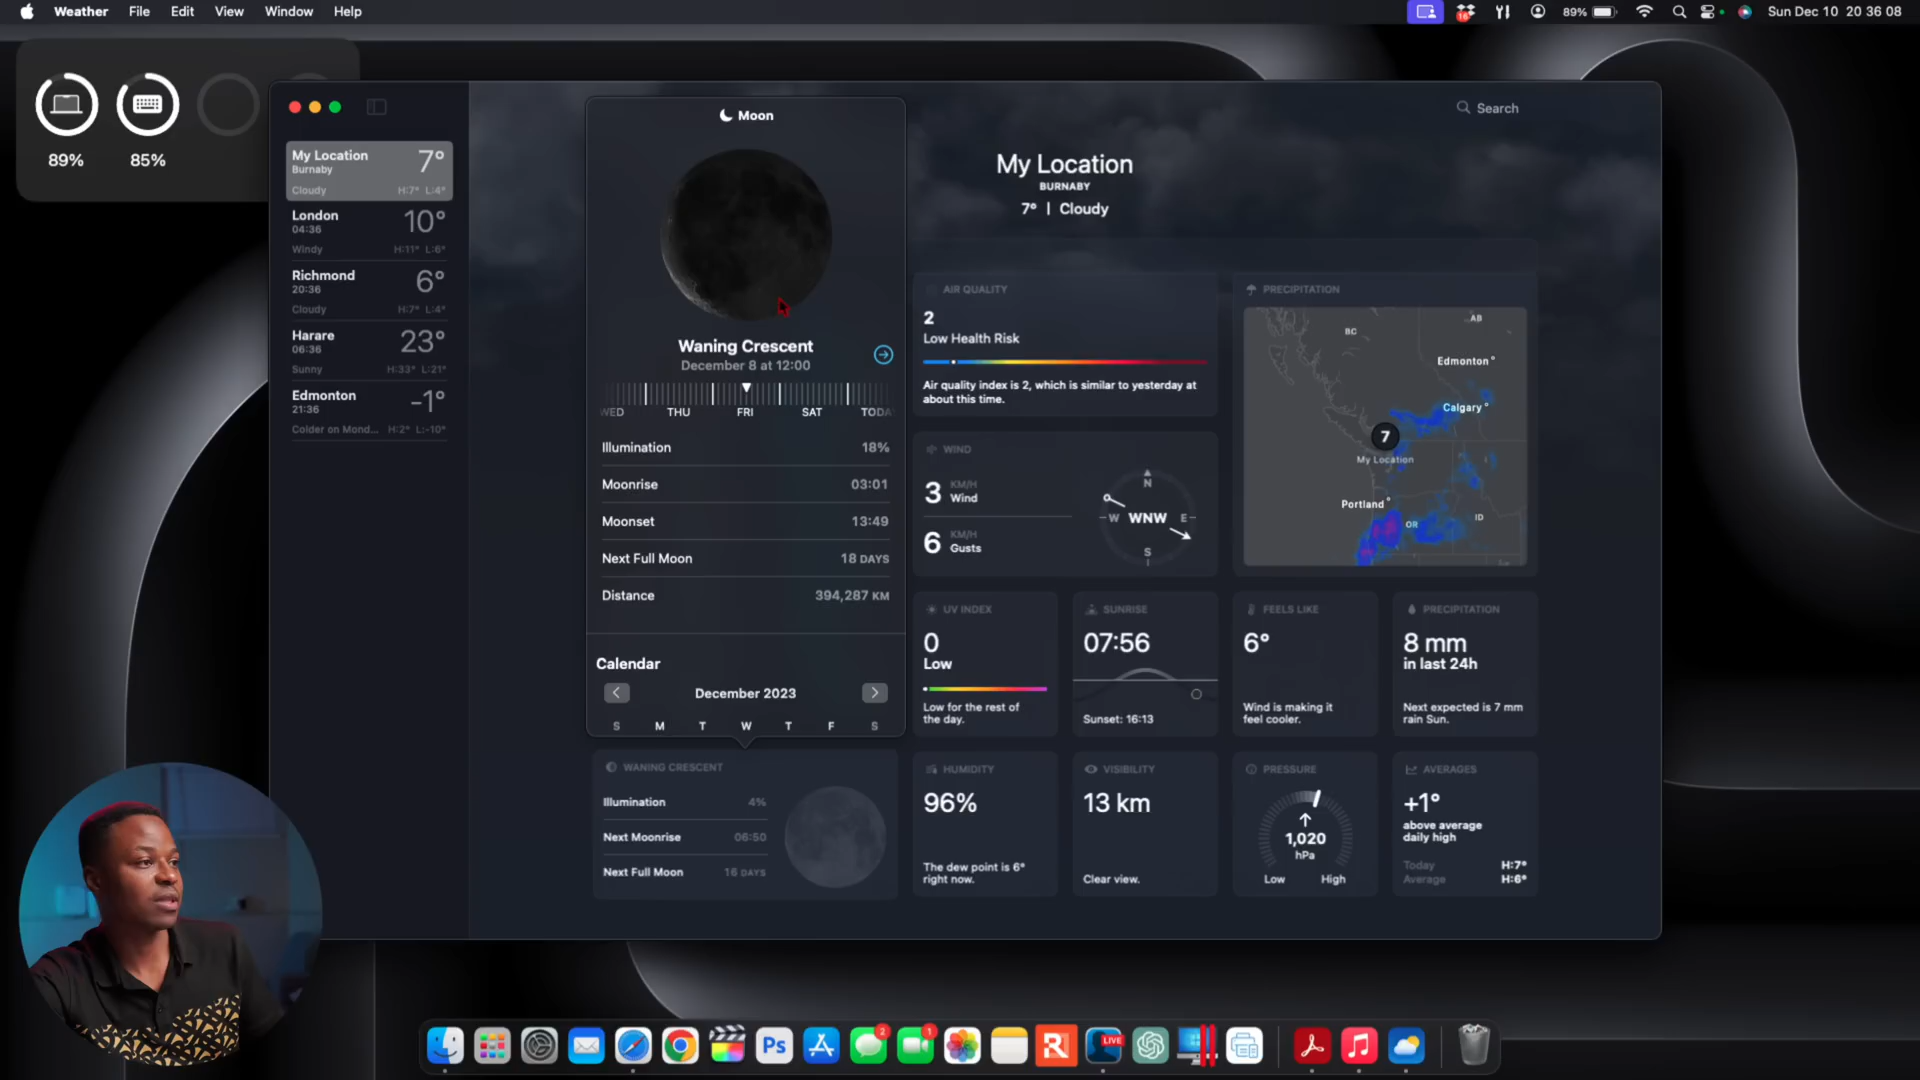 Weather File Edit View Window Help
16
89%
Sun Dec 10 20 36 08
89%
85%
My Location
Burnaby
7°
Cloudy
H:7° L:4°
London
04:36
10°
Windy
H:11° L:6°
Richmond
20:36
6°
Cloudy
H:7° L:4°
Harare
06:36
23°
Sunny
H:33° L:21°
Edmonton
21:36
-1°
Colder on Mond...
H:2° L:-10°
Moon
Waning Crescent
December 8 at 12:00
WED THU FRI SAT TODA
Illumination 18%
Moonrise 03:01
Moonset 13:49
Next Full Moon 18 DAYS
Distance 394,287 KM
Calendar
December 2023
S M T W T F S
WANING CRESCENT
Illumination 4%
Next Moonrise 06:50
Next Full Moon 16 DAYS
Search
My Location
BURNABY
7° | Cloudy
AIR QUALITY
2
Low Health Risk
Air quality index is 2, which is similar to yesterday at
about this time.
PRECIPITATION
AB
BC
Edmonton
Calgary
7
My Location
Portland
OR
ID
WIND
3 KM/H
Wind
6 KM/H
Gusts
N
W WNW E
S
UV INDEX
0
Low
Low for the rest of
the day.
SUNRISE
07:56
Sunset: 16:13
FEELS LIKE
6°
Wind is making it
feel cooler.
PRECIPITATION
8 mm
in last 24h
Next expected is 7 mm
rain Sun.
HUMIDITY
96%
The dew point is 6°
right now.
VISIBILITY
13 km
Clear view.
PRESSURE
1,020
hPa
Low High
AVERAGES
+1°
above average
daily high
Today H:7°
Average H:6°
Ps
2
1
R
LIVE